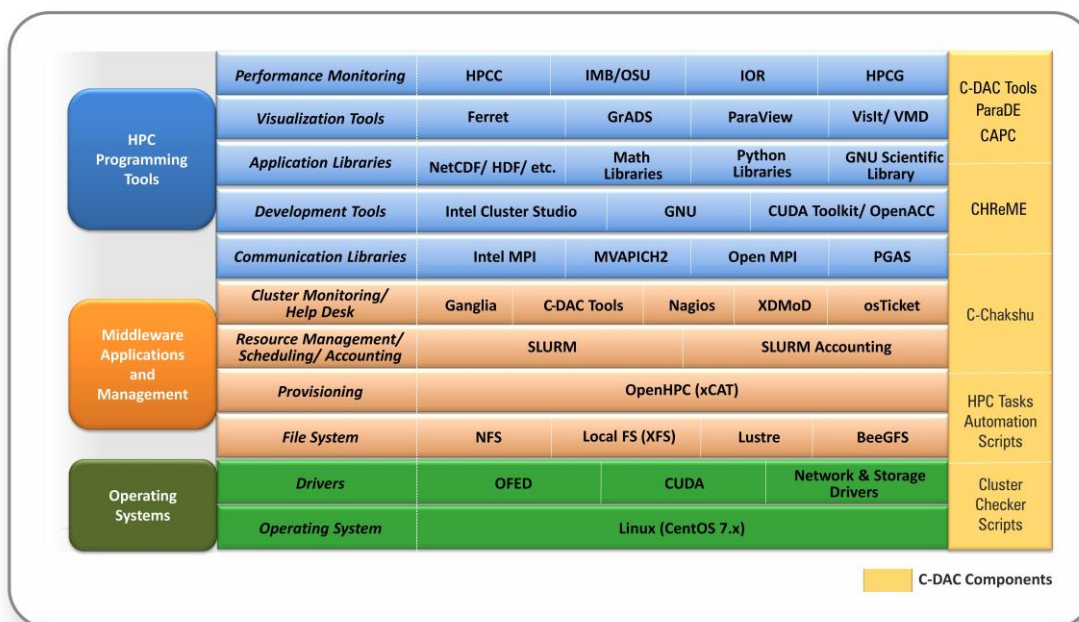 HPC
Programming
Tools
Performance Monitoring HPCC IMB/OSU IOR HPCG
Visualization Tools Ferret GrADS ParaView VisIt/ VMD
Application Libraries NetCDF/ HDF/ etc. Math
Libraries Python
Libraries GNU Scientific
Library
Development Tools Intel Cluster Studio GNU CUDA Toolkit/ OpenACC
Communication Libraries Intel MPI MVAPICH2 Open MPI PGAS
Middleware
Applications
and
Management
Cluster Monitoring/
Help Desk Ganglia C-DAC Tools Nagios XDMoD osTicket
Resource Management/
Scheduling/ Accounting SLURM SLURM Accounting
Provisioning OpenHPC (xCAT)
File System NFS Local FS (XFS) Lustre BeeGFS
Operating
Systems
Drivers OFED CUDA Network & Storage
Drivers
Operating System Linux (CentOS 7.x)
C-DAC Tools
ParaDE
CAPC
CHReME
C-Chakshu
HPC Tasks
Automation
Scripts
Cluster
Checker
Scripts
C-DAC Components